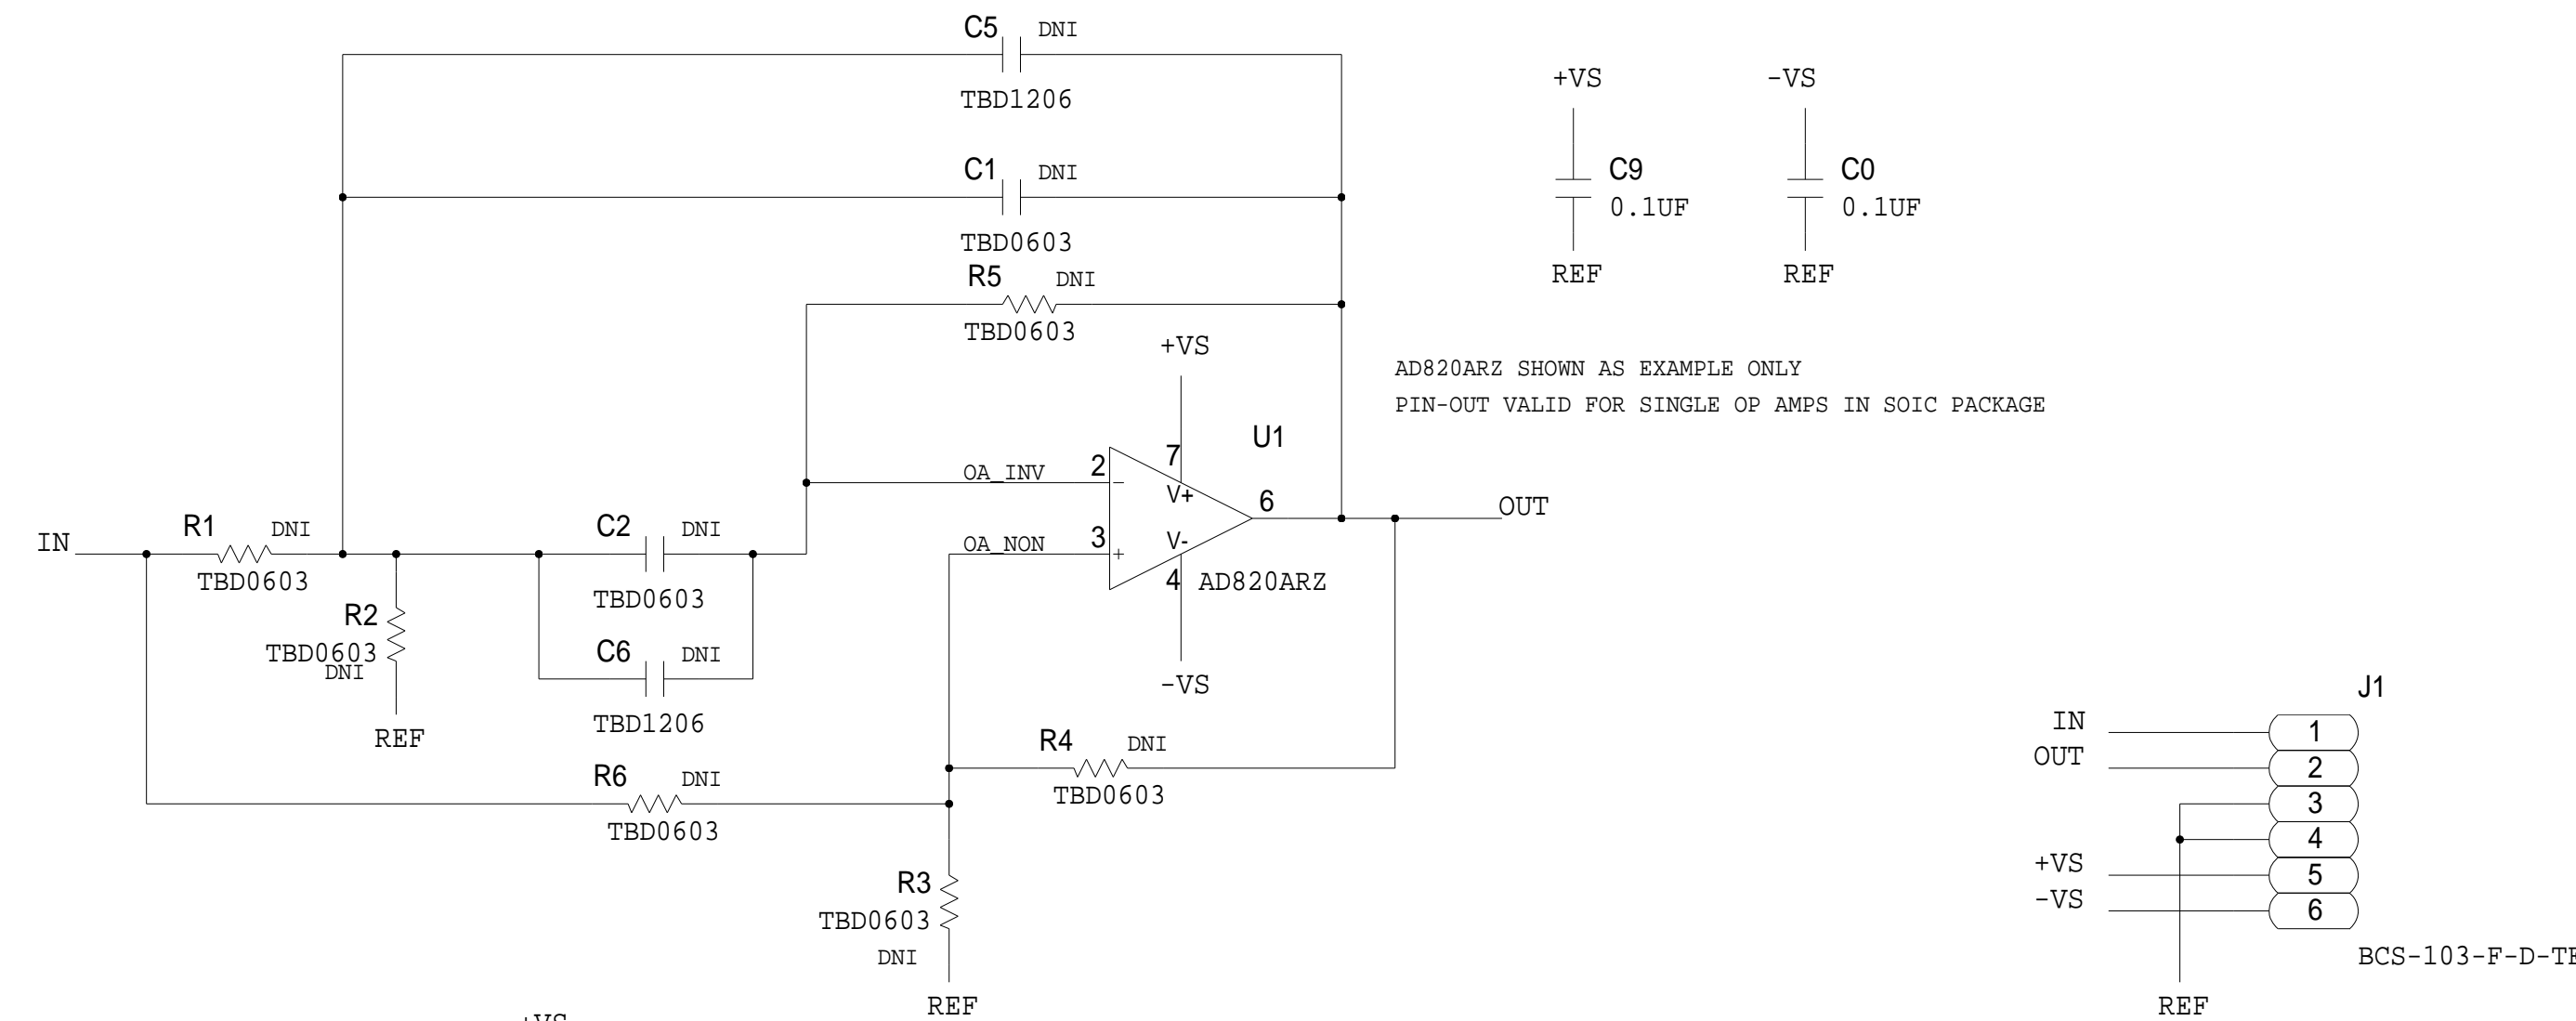 C5 DNI
TBD1206
C1 DNI
TBD0603
R5 DNI
TBD0603
+VS
-VS
C9
0.1UF
C0
0.1UF
REF
REF
+VS
AD820ARZ SHOWN AS EXAMPLE ONLY
PIN-OUT VALID FOR SINGLE OP AMPS IN SOIC PACKAGE
U1
OA_INV 2
7
V+
6
OUT
OA_NON 3
V-
4
AD820ARZ
-VS
IN
R1 DNI
TBD0603
R2
TBD0603
DNI
REF
C2 DNI
TBD0603
C6 DNI
TBD1206
R4 DNI
TBD0603
R6 DNI
TBD0603
R3
TBD0603
DNI
REF
+VS
J1
IN 1
OUT 2
3
4
+VS 5
-VS 6
BCS-103-F-D-TE
REF